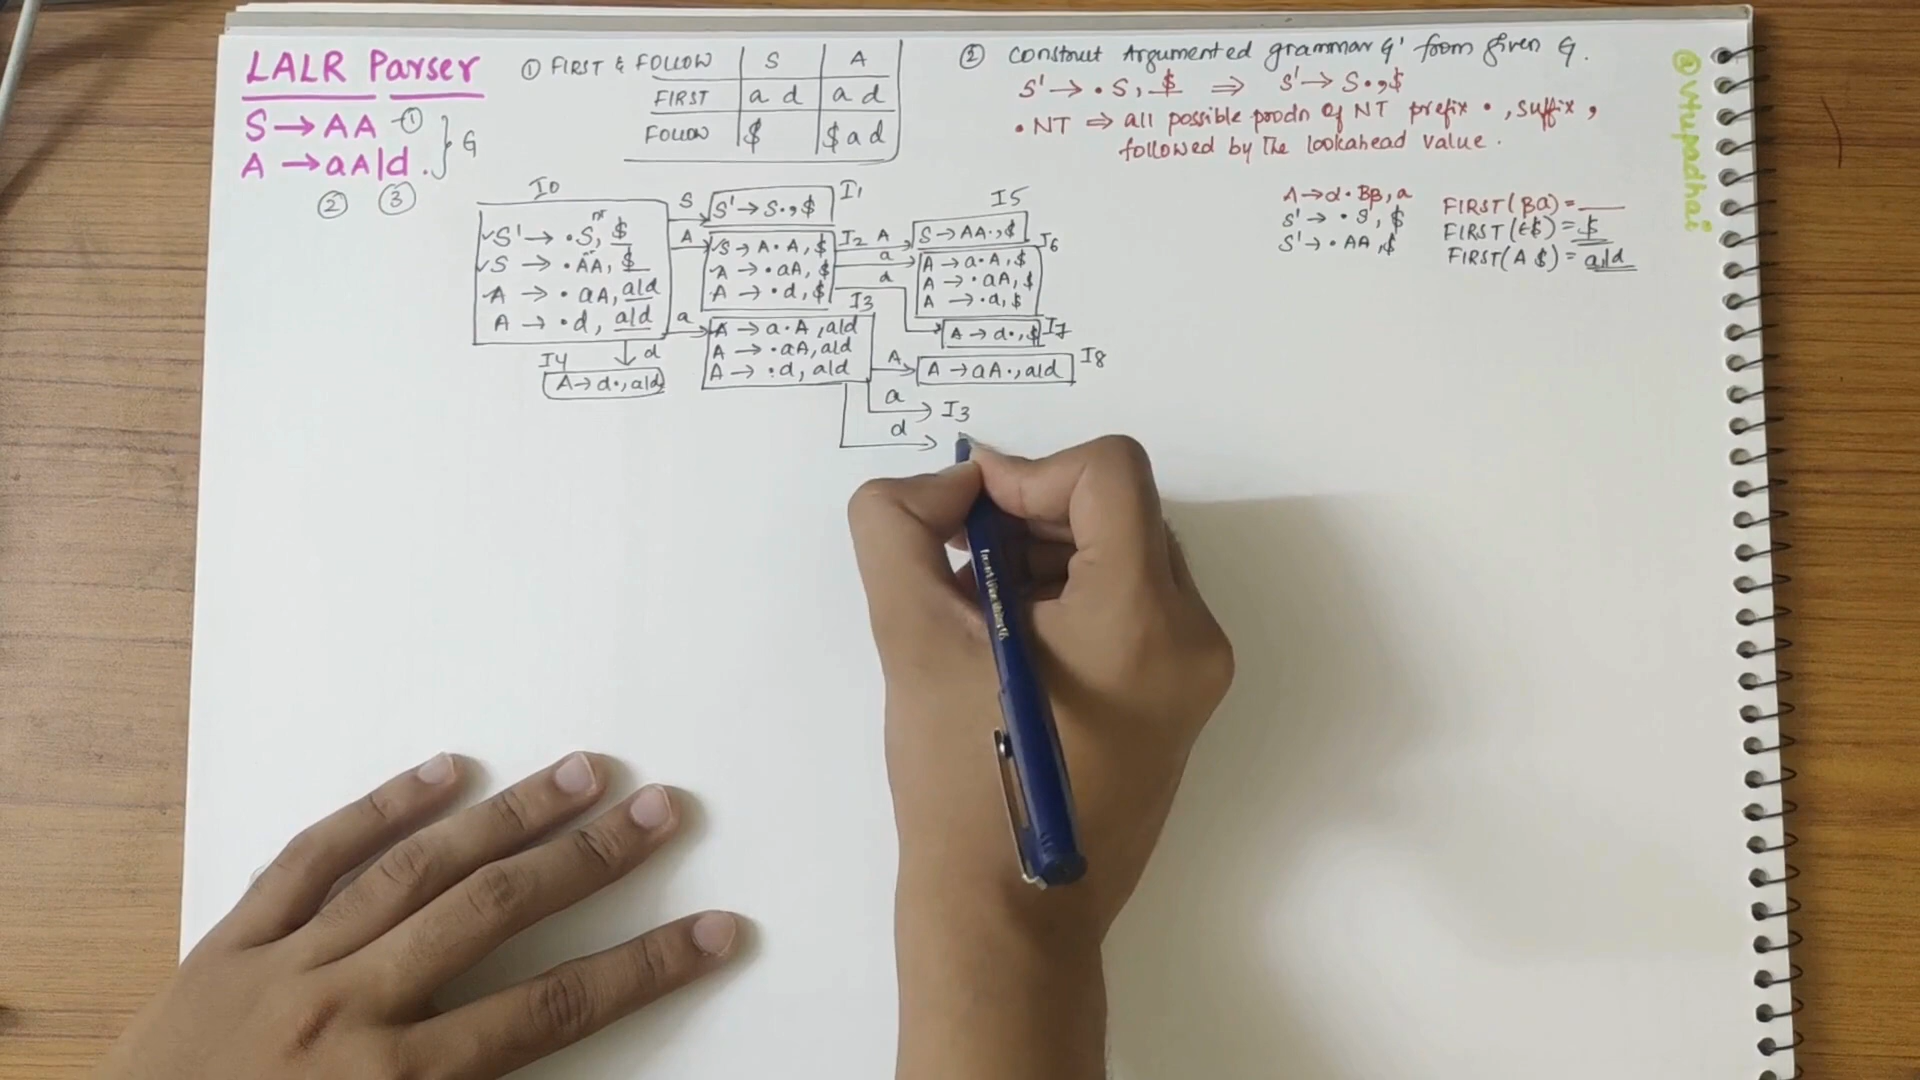 LALR Parser
S → AA -①
A → aA|d. } G
② ③
① FIRST & FOLLOW | S | A
FIRST | a d | a d
FOLLOW | $ | $ a d
② Construct Argumented grammar G' from given G.
S' → •S, $ ⇒ S' → S•,$
• NT ⇒ all possible prodn of NT prefix •, suffix,
followed by The lookahead value.
@vtupadhai
A → α•Bβ, a
S' → •S', $
S' → •AA, $
FIRST(βa) = ___
FIRST(ε$) = $
FIRST(A $) = a|d
I0
S' → •S, $
nt
S → •AA, $
A → •aA, a|d
A → •d, a|d
S
S' → S•,$
I1
A
S → A•A, $
A → •aA, $
A → •d, $
I2
a
A → a•A, a|d
A → •aA, a|d
A → •d, a|d
I3
d
I4
A → d•, a|d
A
S → AA•, $
I5
a
A → a•A, $
A → •aA, $
A → •d, $
I6
d
A → d•, $
I7
A
A → aA•, a|d
I8
a
I3
d